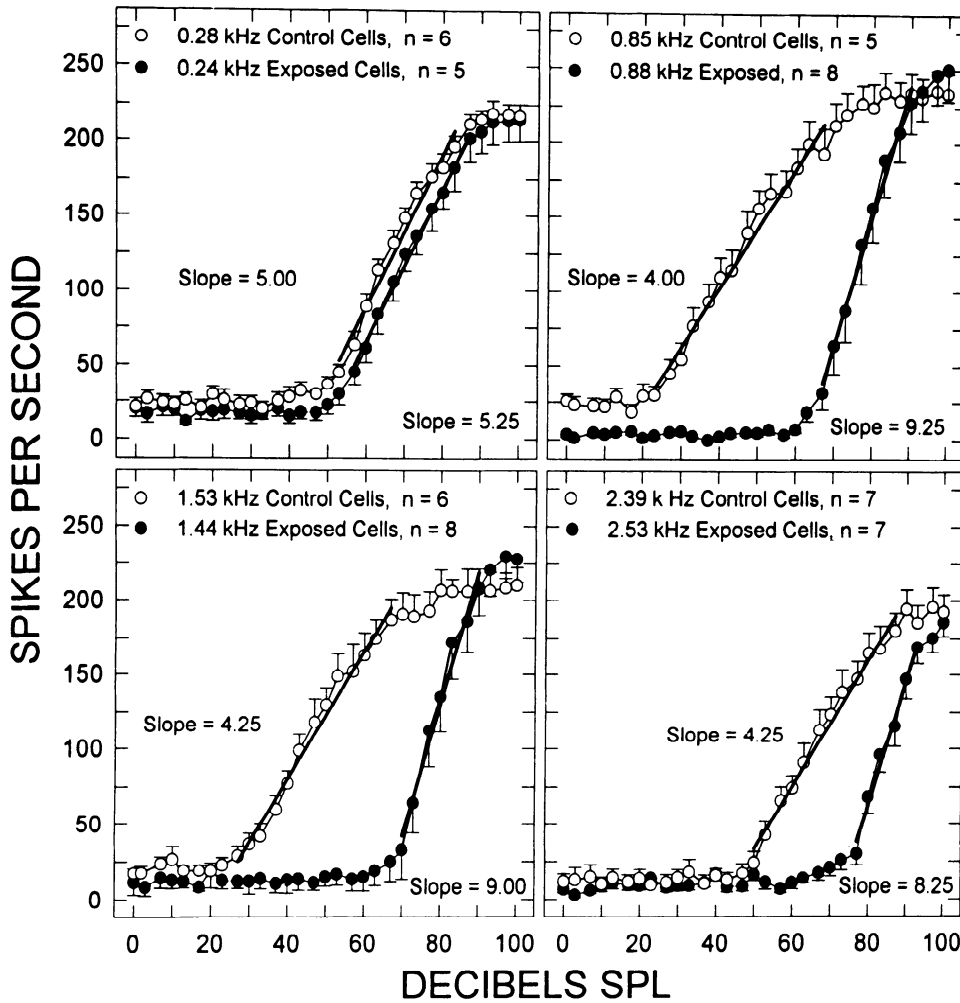 0.28 kHz Control Cells, n = 6
0.24 kHz Exposed Cells, n = 5
0.85 kHz Control Cells, n = 5
0.88 kHz Exposed, n = 8
250
200
150
100
50
0
Slope = 5.00
Slope = 5.25
Slope = 4.00
Slope = 9.25
SPIKES PER SECOND
1.53 kHz Control Cells, n = 6
1.44 kHz Exposed Cells, n = 8
2.39 k Hz Control Cells, n = 7
2.53 kHz Exposed Cells, n = 7
250
200
150
100
50
0
Slope = 4.25
Slope = 9.00
Slope = 4.25
Slope = 8.25
0 20 40 60 80 100
0 20 40 60 80 100
DECIBELS SPL